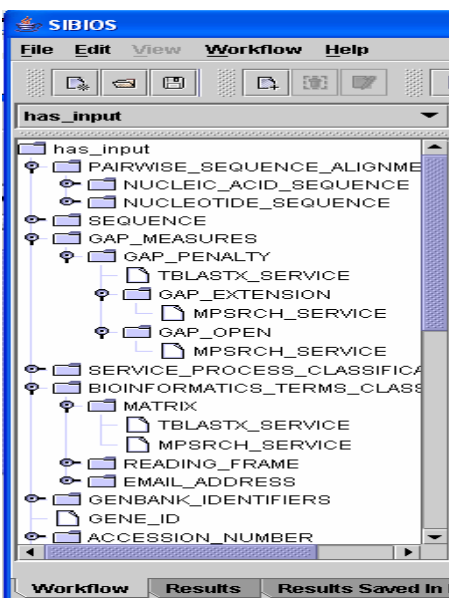 SIBIOS
File Edit View Workflow Help
has_input
has_input
PAIRWISE_SEQUENCE_ALIGNME
NUCLEIC_ACID_SEQUENCE
NUCLEOTIDE_SEQUENCE
SEQUENCE
GAP_MEASURES
GAP_PENALTY
TBLASTX_SERVICE
GAP_EXTENSION
MPSRCH_SERVICE
GAP_OPEN
MPSRCH_SERVICE
SERVICE_PROCESS_CLASSIFICA
BIOINFORMATICS_TERMS_CLASS
MATRIX
TBLASTX_SERVICE
MPSRCH_SERVICE
READING_FRAME
EMAIL_ADDRESS
GENBANK_IDENTIFIERS
GENE_ID
ACCESSION_NUMBER
Workflow Results Results Saved In